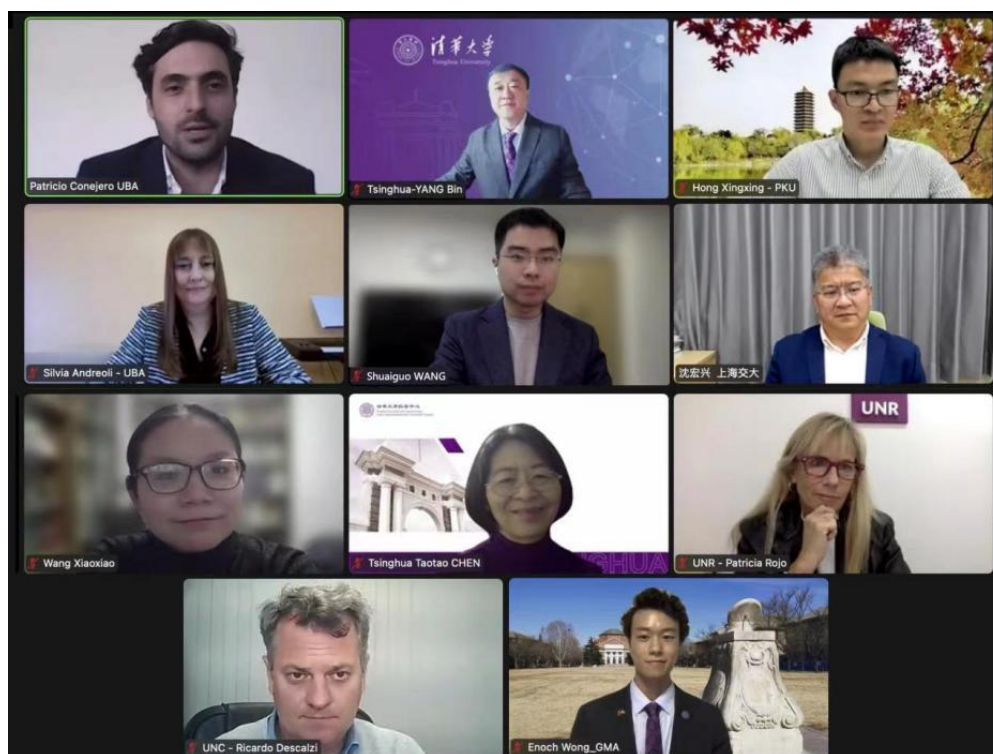 Patricio Conejero UBA
清华大学
Tsinghua University
Tsinghua-YANG Bin
Hong Xingxing - PKU
Silvia Andreoli - UBA
Shuaiguo WANG
沈宏兴 上海交大
Wang Xiaoxiao
Tsinghua Taotao CHEN
NGHUA
UNR
UNR - Patricia Rojo
UNC - Ricardo Descalzi
Enoch Wong_GMA